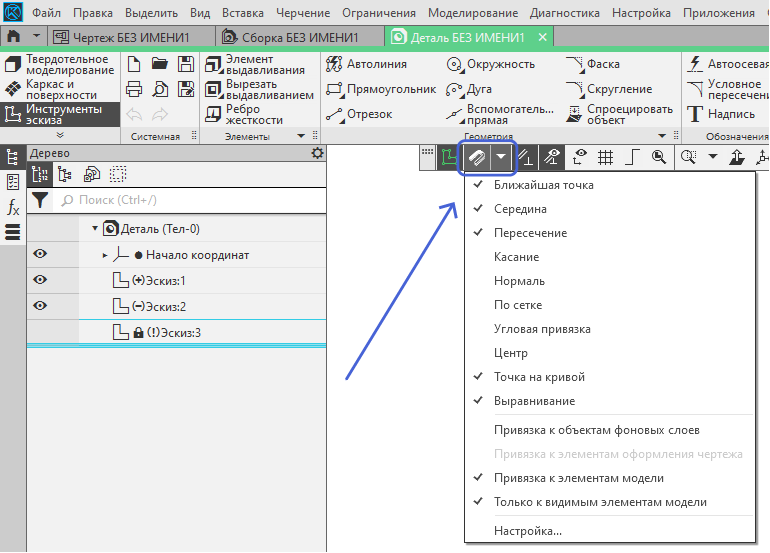 Файл Правка Выделить Вид Вставка Черчение Ограничения Моделирование Диагностика Настройка Приложения
Чертеж БЕЗ ИМЕНИ1 Сборка БЕЗ ИМЕНИ1 Деталь БЕЗ ИМЕНИ1
Твердотельное
моделирование
Каркас и
поверхности
Инструменты
эскиза
Системная
Элемент
выдавливания
Вырезать
выдавливанием
Ребро
жесткости
Элементы
Автолиния Окружность Фаска
Прямоугольник Дуга Скругление
Отрезок Вспомогатель...
прямая
Спроецировать
объект
Геометрия
Автоосевая
Условное
пересечени
Надпись
Обозначения
Дерево
Поиск (Ctrl+/)
Деталь (Тел-0)
Начало координат
(+)Эскиз:1
(−)Эскиз:2
(!)Эскиз:3
Ближайшая точка
Середина
Пересечение
Касание
Нормаль
По сетке
Угловая привязка
Центр
Точка на кривой
Выравнивание
Привязка к объектам фоновых слоев
Привязка к элементам оформления чертежа
Привязка к элементам модели
Только к видимым элементам модели
Настройка...